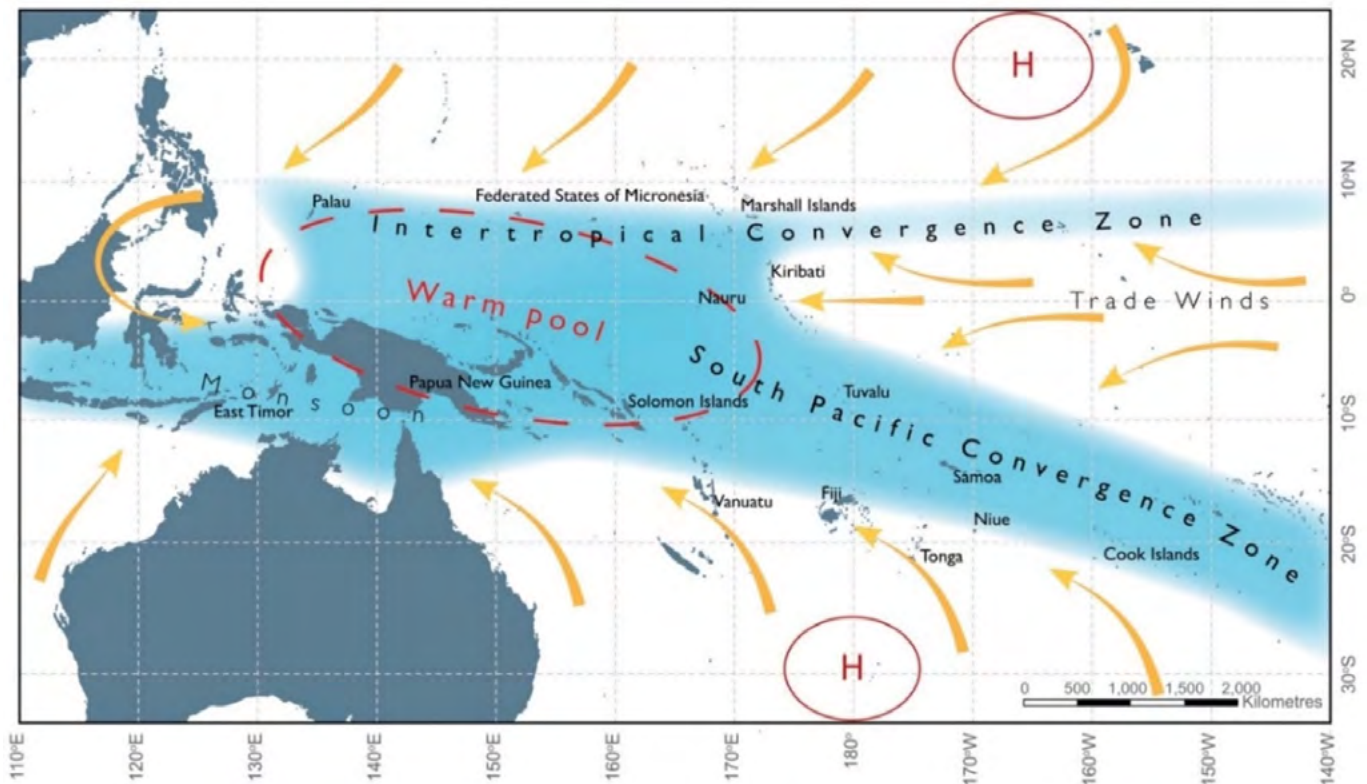 H
20°N
10°N
Palau
Federated States of Micronesia
Marshall Islands
Intertropical Convergence Zone
Kiribati
Warm pool
Nauru
Trade Winds
0°
South Pacific Convergence Zone
Monsoon
Papua New Guinea
East Timor
Solomon Islands
Tuvalu
10°S
Samoa
Vanuatu
Fiji
Niue
20°S
Tonga
Cook Islands
H
30°S
0 500 1,000 1,500 2,000
Kilometres
110°E 120°E 130°E 140°E 150°E 160°E 170°E 180° 170°W 160°W 150°W 140°W